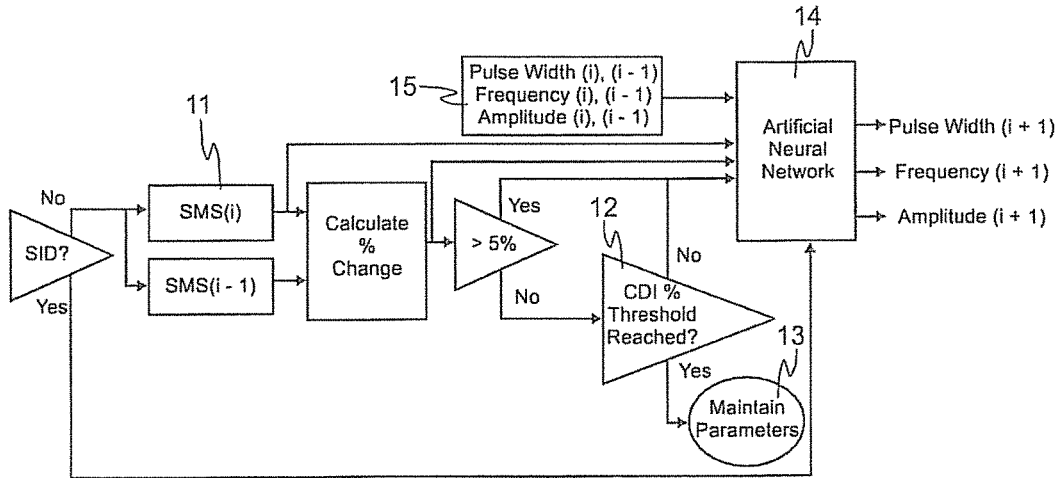 14
Pulse Width (i), (i - 1)
Frequency (i), (i - 1)
Amplitude (i), (i - 1)
15
11
Artificial
Neural
Network
Pulse Width (i + 1)
Frequency (i + 1)
Amplitude (i + 1)
No
SMS(i)
Calculate
%
Change
Yes
12
SID?
> 5%
No
SMS(i - 1)
Yes
No
CDI %
Threshold
Reached?
13
Yes
Maintain
Parameters